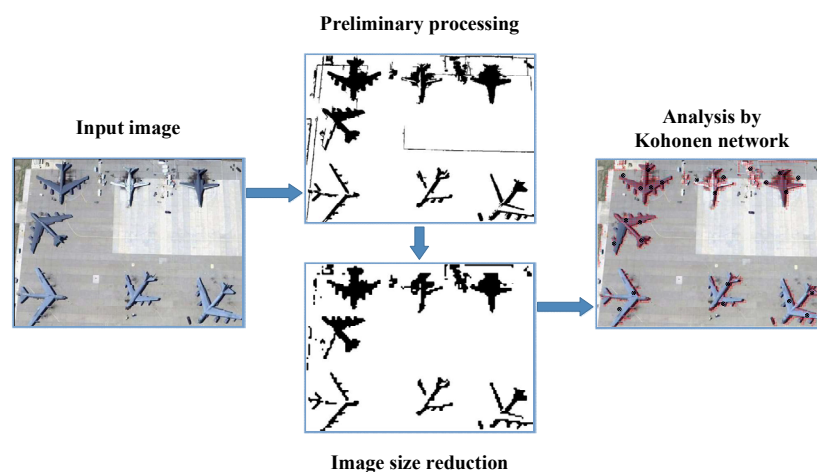 Preliminary processing
Input image
Analysis by
Kohonen network
Image size reduction